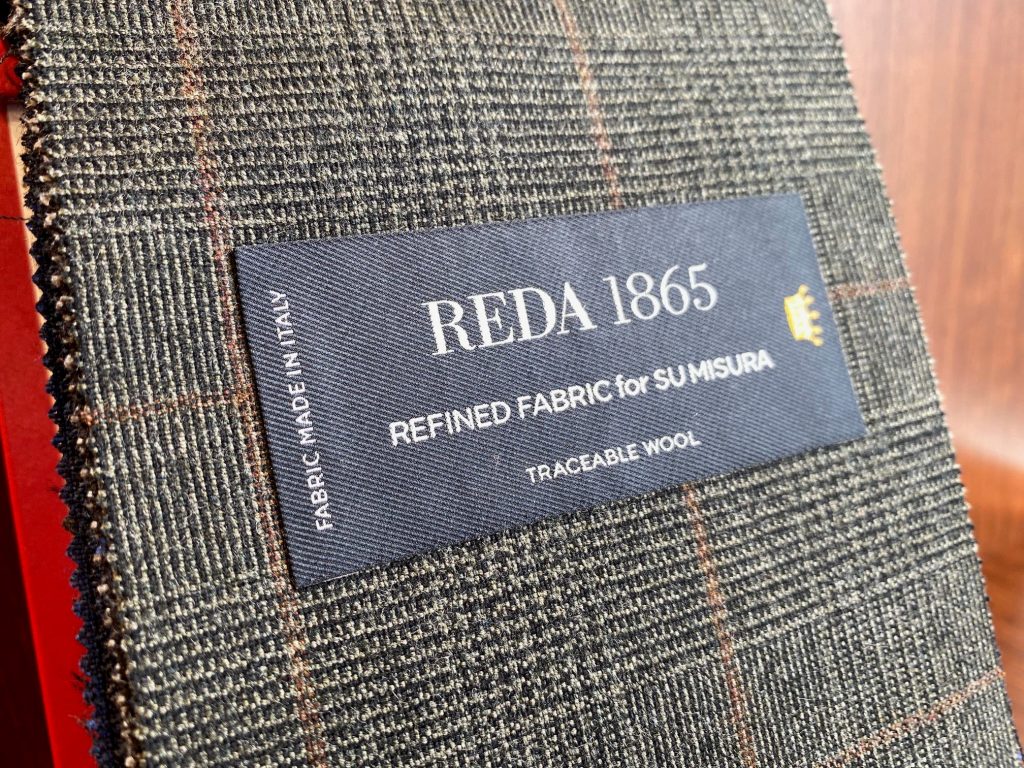 REDA 1865
REFINED FABRIC for SU MISURA
TRACEABLE WOOL
FABRIC MADE IN ITALY